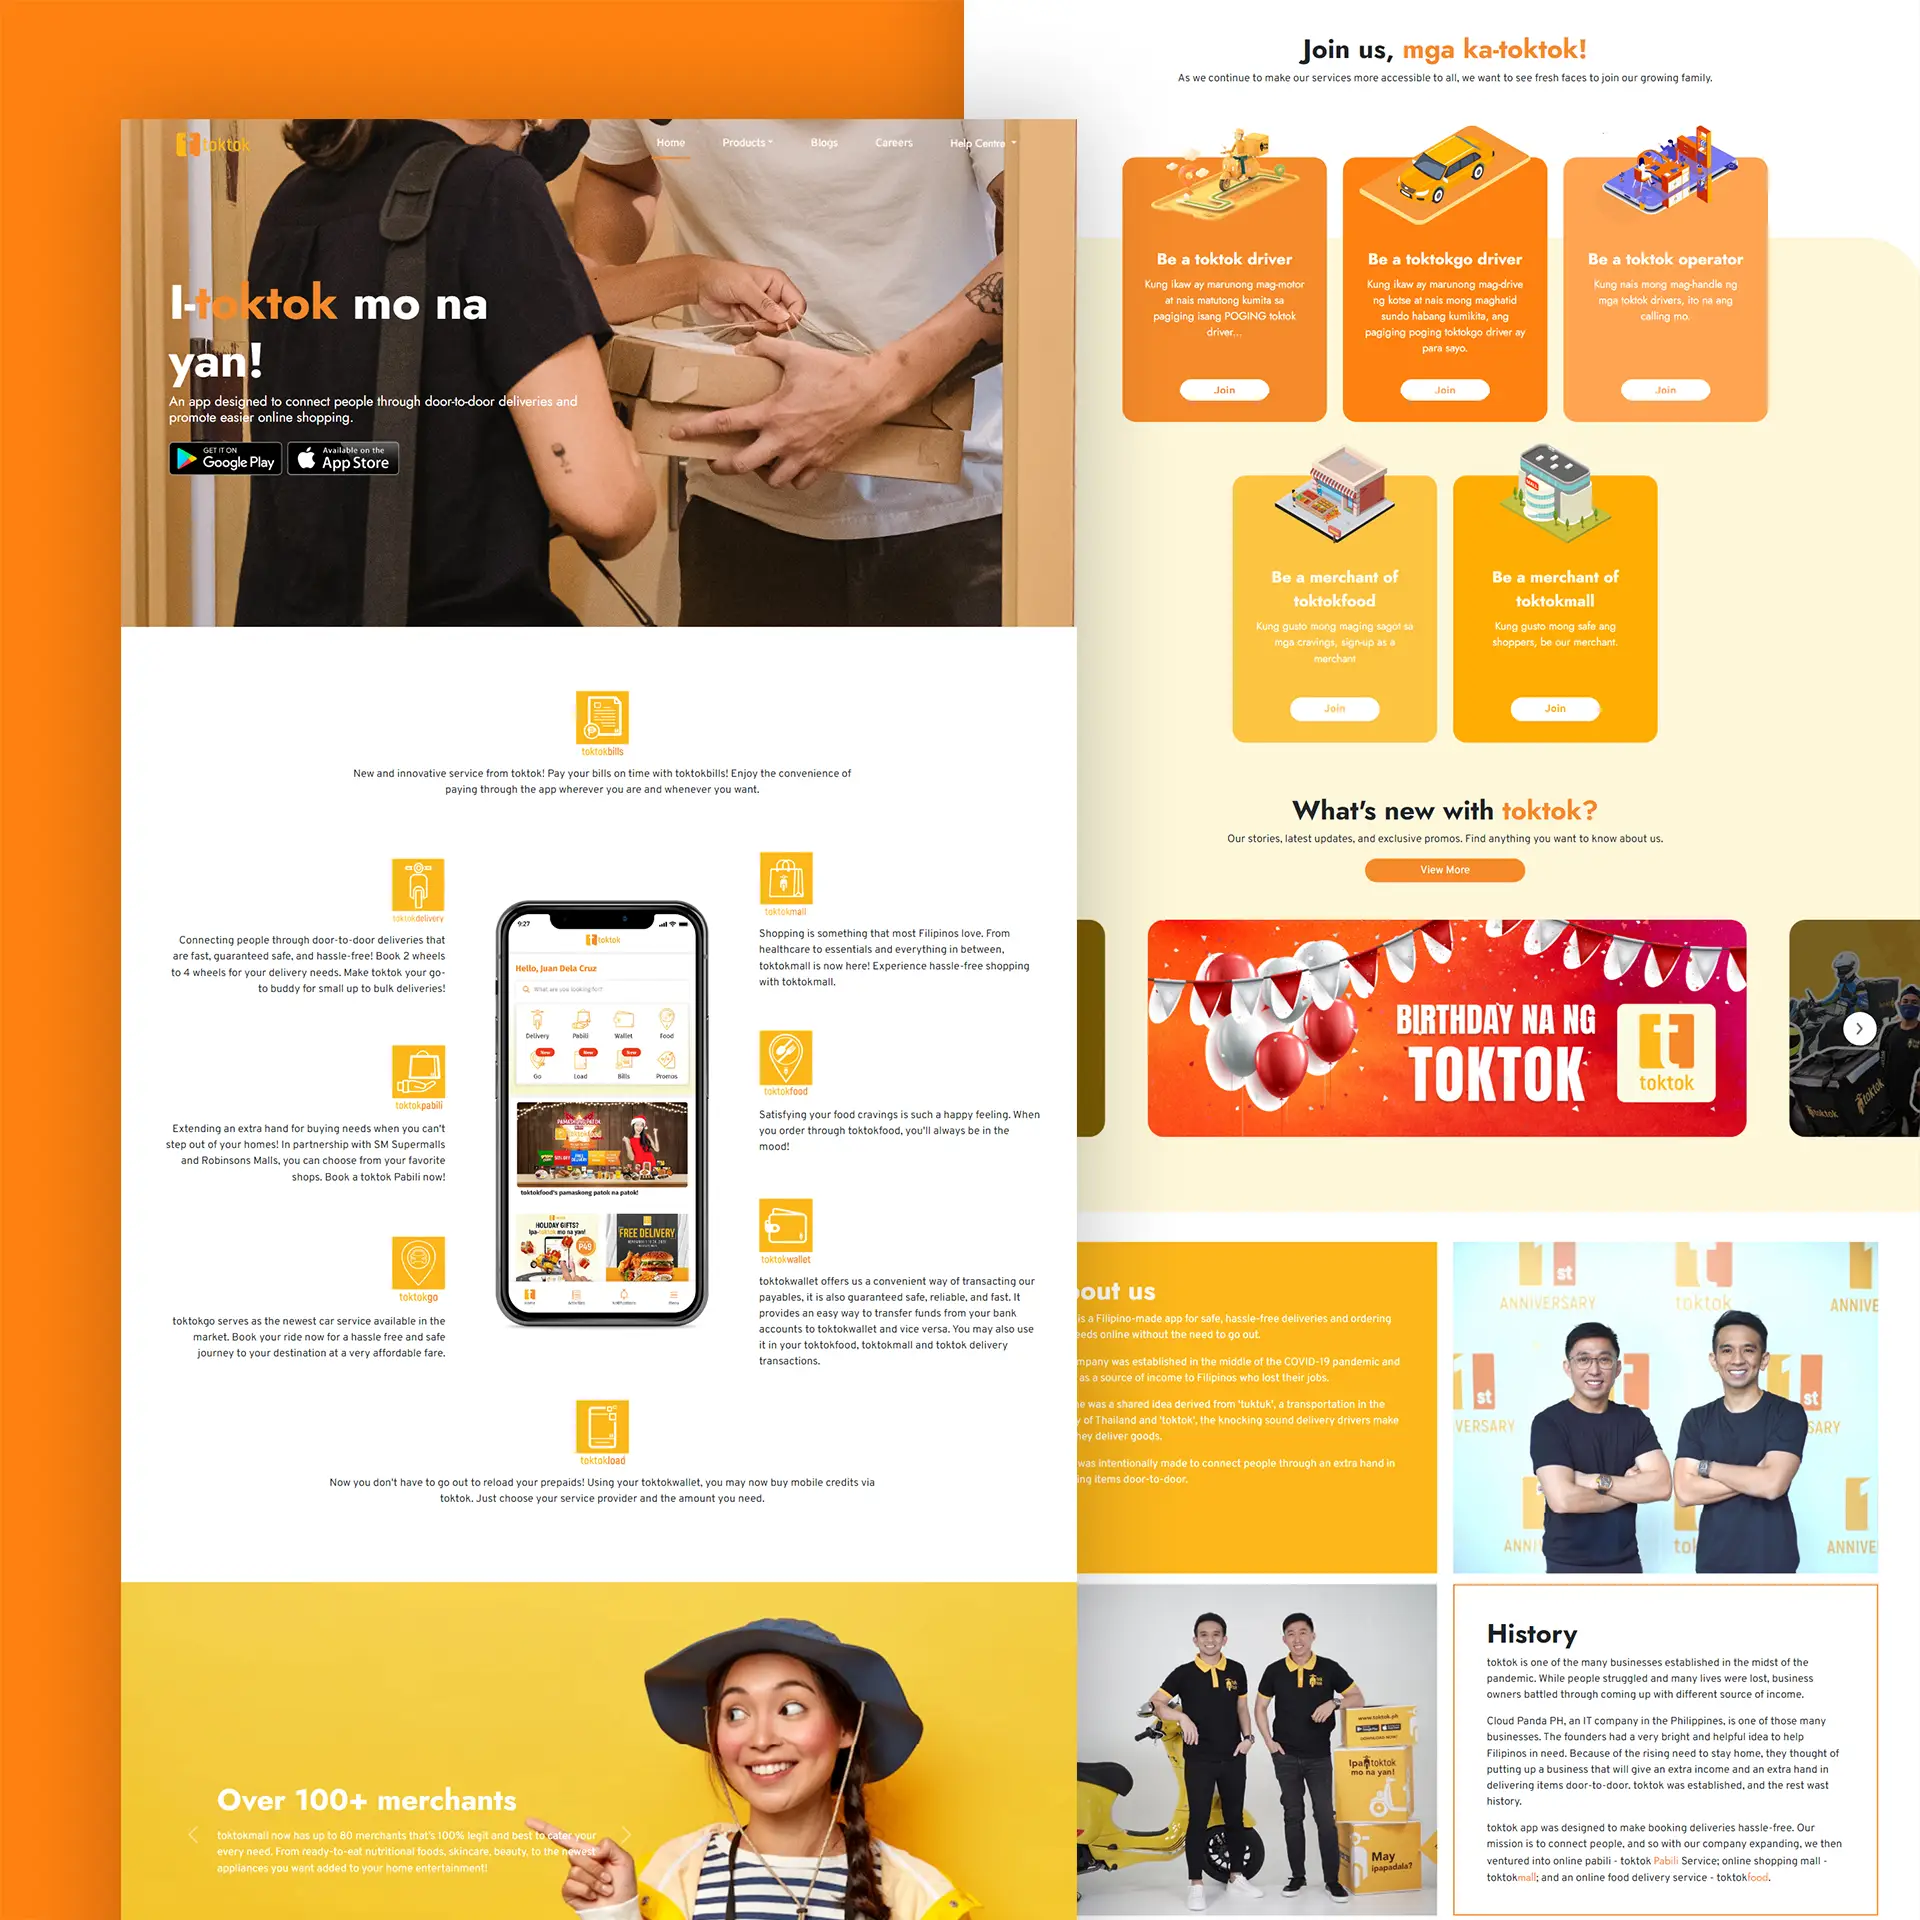 toktok
Home
Products
Blogs
Careers
Help Centre
I-toktok mo na
yan!
An app designed to connect people through door-to-door deliveries and
promote easier online shopping.
GET IT ON
Google Play
Available on the
App Store
toktokbills
New and innovative service from toktok! Pay your bills on time with toktokbills! Enjoy the convenience of
paying through the app wherever you are and whenever you want.
toktokdelivery
Connecting people through door-to-door deliveries that
are fast, guaranteed safe, and hassle-free! Book 2 wheels
to 4 wheels for your delivery needs. Make toktok your go-
to buddy for small up to bulk deliveries!
toktokpabili
Extending an extra hand for buying needs when you can't
step out of your homes! In partnership with SM Supermalls
and Robinsons Malls, you can choose from your favorite
shops. Book a toktok Pabili now!
toktokgo
toktokgo serves as the newest car service available in the
market. Book your ride now for a hassle free and safe
journey to your destination at a very affordable fare.
9:27
toktok
Hello, Juan Dela Cruz
What are you looking for?
Delivery
Pabili
Wallet
Food
New
New
New
Go
Load
Bills
Promos
toktokfood's pamaskong patok na patok!
HOLIDAY GIFTS?
Ipa-toktok mo na yan!
P49
FREE DELIVERY
Home
Activities
Notifications
Menu
toktokmall
Shopping is something that most Filipinos love. From
healthcare to essentials and everything in between,
toktokmall is now here! Experience hassle-free shopping
with toktokmall.
toktokfood
Satisfying your food cravings is such a happy feeling. When
you order through toktokfood, you'll always be in the
mood!
toktokwallet
toktokwallet offers us a convenient way of transacting our
payables, it is also guaranteed safe, reliable, and fast. It
provides an easy way to transfer funds from your bank
accounts to toktokwallet and vice versa. You may also use
it in your toktokfood, toktokmall and toktok delivery
transactions.
toktokload
Now you don't have to go out to reload your prepaids! Using your toktokwallet, you may now buy mobile credits via
toktok. Just choose your service provider and the amount you need.
Over 100+ merchants
toktokmall now has up to 80 merchants that's 100% legit and best to cater your
every need. From ready-to-eat nutritional foods, skincare, beauty, to the newest
appliances you want added to your home entertainment!
Join us, mga ka-toktok!
As we continue to make our services more accessible to all, we want to see fresh faces to join our growing family.
Be a toktok driver
Kung ikaw ay marunong mag-motor
at nais matutong kumita sa
pagiging isang POGING toktok
driver...
Join
Be a toktokgo driver
Kung ikaw ay marunong mag-drive
ng kotse at nais mong maghatid
sundo habang kumikita, ang
pagiging poging toktokgo driver ay
para sayo.
Join
Be a toktok operator
Kung nais mong mag-handle ng
mga toktok drivers, ito na ang
calling mo.
Join
Be a merchant of
toktokfood
Kung gusto mong maging sagot sa
mga cravings, sign-up as a
merchant
Join
MALL
Be a merchant of
toktokmall
Kung gusto mong safe ang
shoppers, be our merchant.
Join
What's new with toktok?
Our stories, latest updates, and exclusive promos. Find anything you want to know about us.
View More
BIRTHDAY NA NG
TOKTOK
toktok
toktok
toktok
out us
is a Filipino-made app for safe, hassle-free deliveries and ordering
eds online without the need to go out.
mpany was established in the middle of the COVID-19 pandemic and
as a source of income to Filipinos who lost their jobs.
e was a shared idea derived from 'tuktuk', a transportation in the
y of Thailand and 'toktok', the knocking sound delivery drivers make
hey deliver goods.
was intentionally made to connect people through an extra hand in
ing items door-to-door.
1st
ANNIVERSARY
toktok
ANNIVE
1st
VERSARY
1st
SARY
ANNI
tok
ANNIVE
www.toktok.ph
DOWNLOAD NOW!
Ipa toktok
mo na yan!
May
ipapadala?
History
toktok is one of the many businesses established in the midst of the
pandemic. While people struggled and many lives were lost, business
owners battled through coming up with different source of income.
Cloud Panda PH, an IT company in the Philippines, is one of those many
businesses. The founders had a very bright and helpful idea to help
Filipinos in need. Because of the rising need to stay home, they thought of
putting up a business that will give an extra income and an extra hand in
delivering items door-to-door. toktok was established, and the rest wast
history.
toktok app was designed to make booking deliveries hassle-free. Our
mission is to connect people, and so with our company expanding, we then
ventured into online pabili - toktok Pabili Service; online shopping mall -
toktokmall; and an online food delivery service - toktokfood.